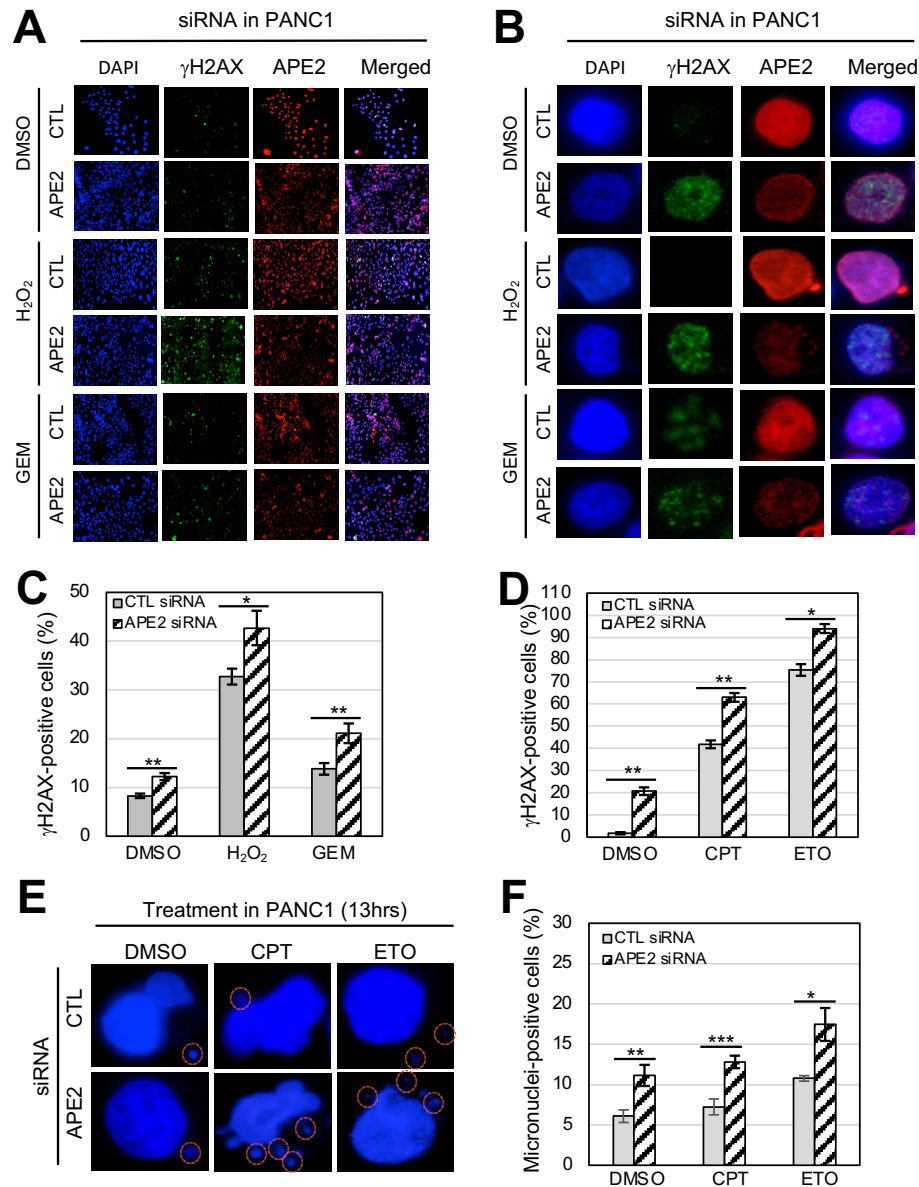 A
siRNA in PANC1
DAPI γH2AX APE2 Merged
DMSO
CTL
APE2
H₂O₂
CTL
APE2
GEM
CTL
APE2
B
siRNA in PANC1
DAPI γH2AX APE2 Merged
DMSO
CTL
APE2
H₂O₂
CTL
APE2
GEM
CTL
APE2
C
γH2AX-positive cells (%)
50
40
30
20
10
0
CTL siRNA
APE2 siRNA
**
*
**
DMSO H₂O₂ GEM
D
γH2AX-positive cells (%)
110
100
90
80
70
60
50
40
30
20
10
0
CTL siRNA
APE2 siRNA
**
**
*
DMSO CPT ETO
E
Treatment in PANC1 (13hrs)
DMSO CPT ETO
siRNA
CTL
APE2
F
Micronuclei-positive cells (%)
30
25
20
15
10
5
0
CTL siRNA
APE2 siRNA
**
***
*
DMSO CPT ETO